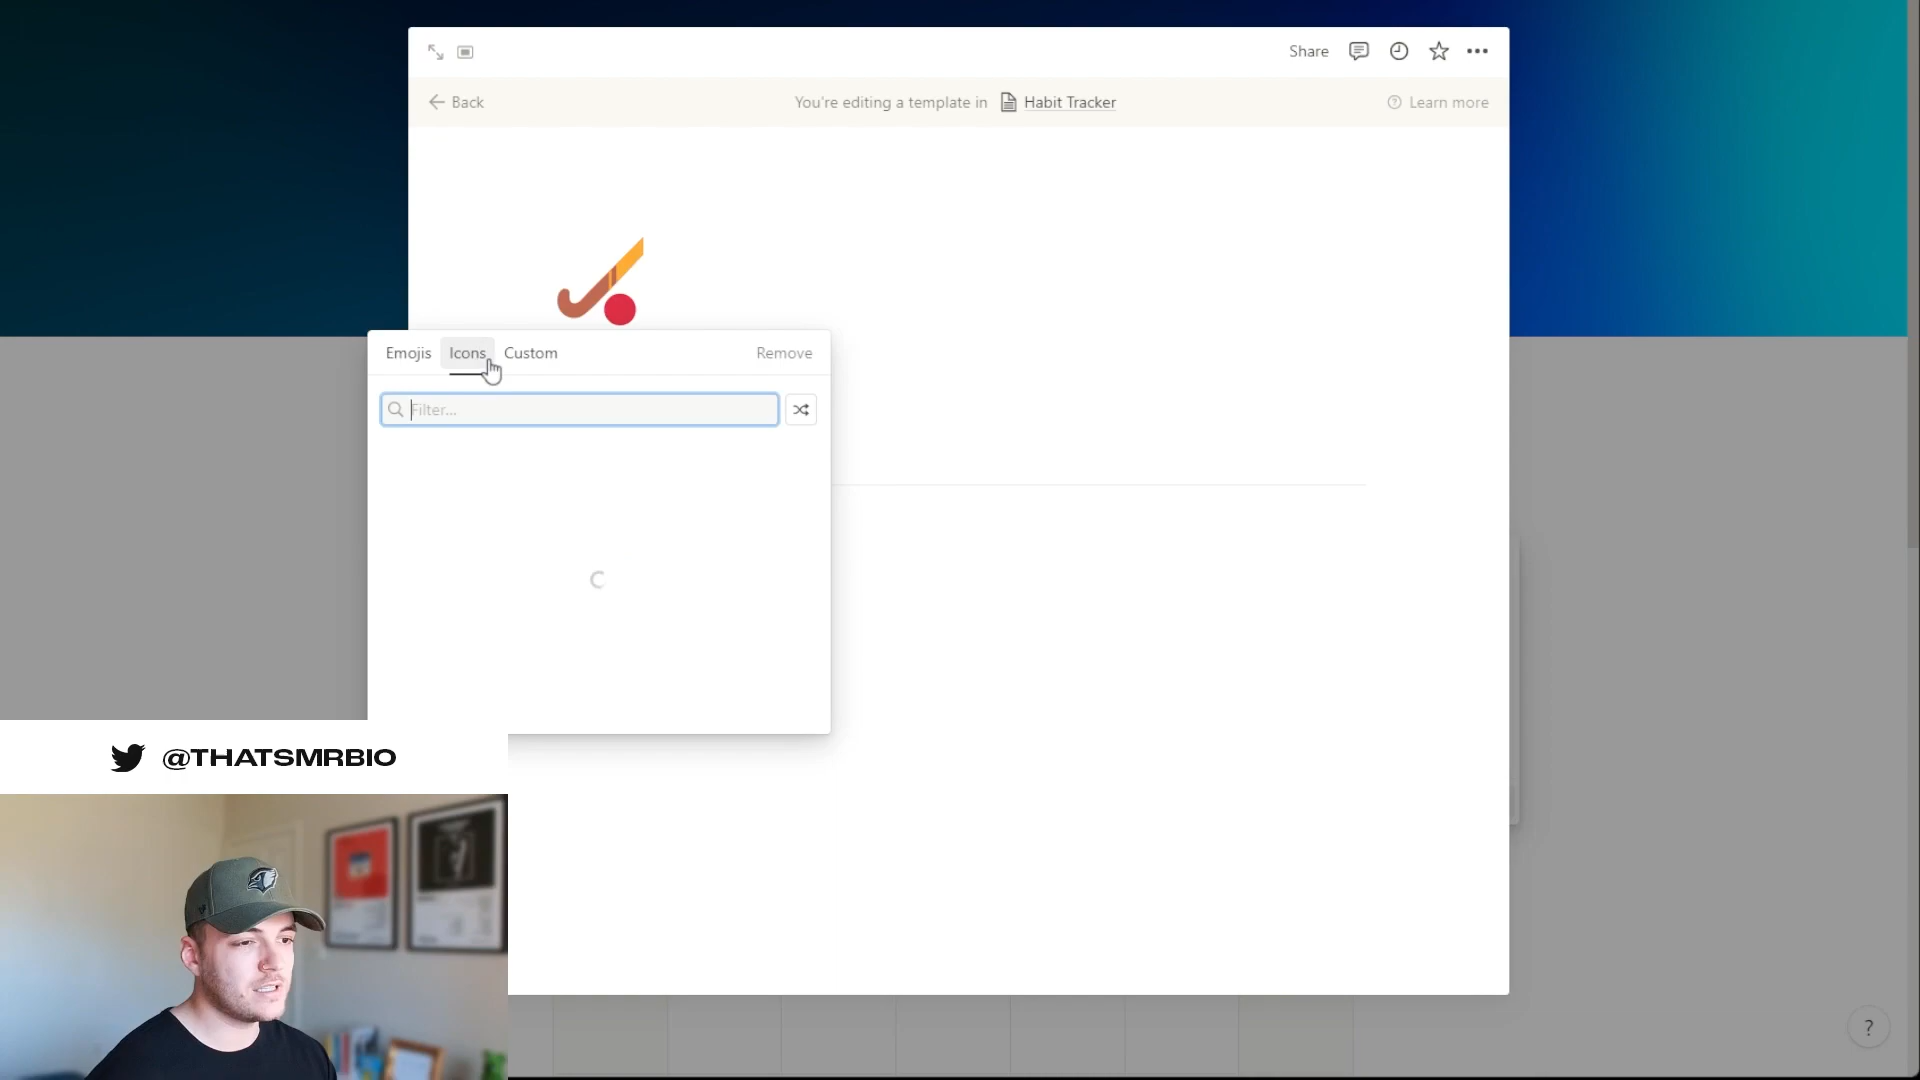 Share
Back
You're editing a template in Habit Tracker
Learn more
Emojis Icons Custom Remove
Filter...
@THATSMRBIO
?